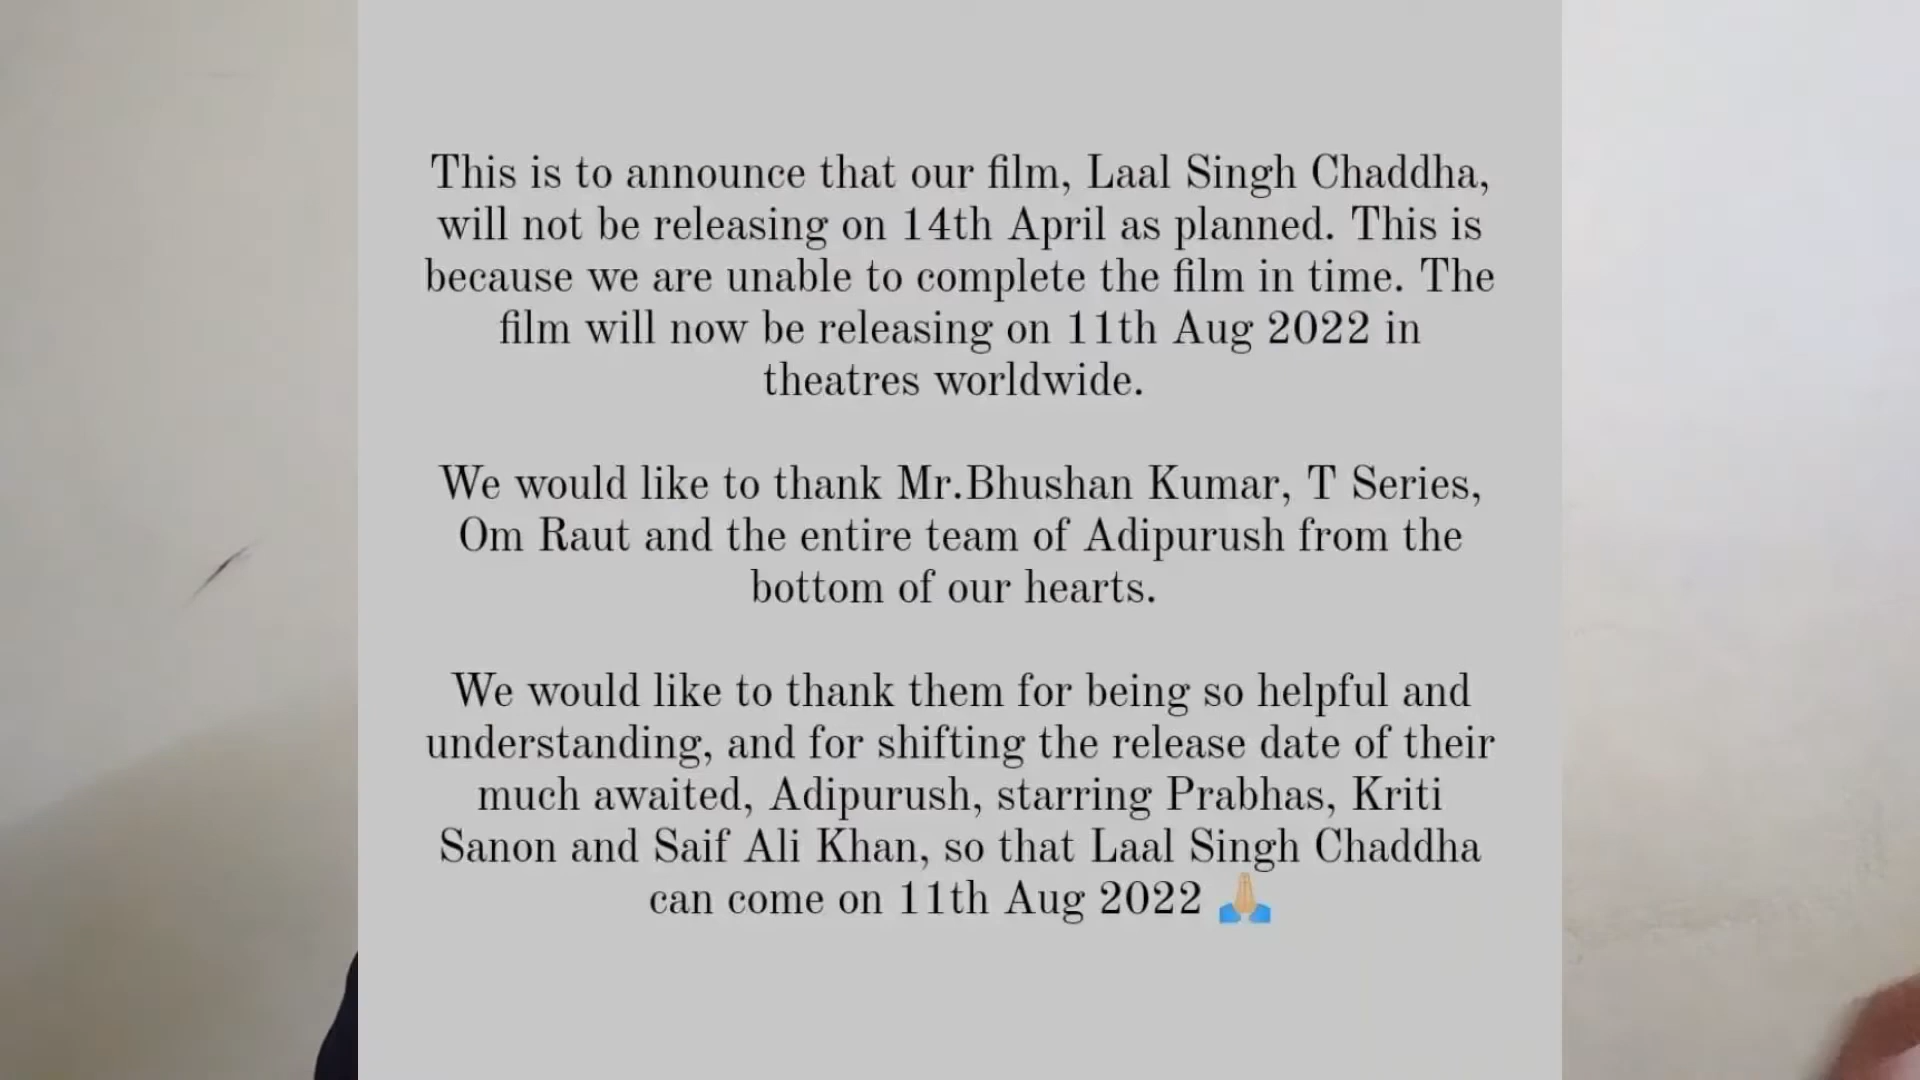 This is to announce that our film, Laal Singh Chaddha,
will not be releasing on 14th April as planned. This is
because we are unable to complete the film in time. The
film will now be releasing on 11th Aug 2022 in
theatres worldwide.
We would like to thank Mr.Bhushan Kumar, T Series,
Om Raut and the entire team of Adipurush from the
bottom of our hearts.
We would like to thank them for being so helpful and
understanding, and for shifting the release date of their
much awaited, Adipurush, starring Prabhas, Kriti
Sanon and Saif Ali Khan, so that Laal Singh Chaddha
can come on 11th Aug 2022 🙏